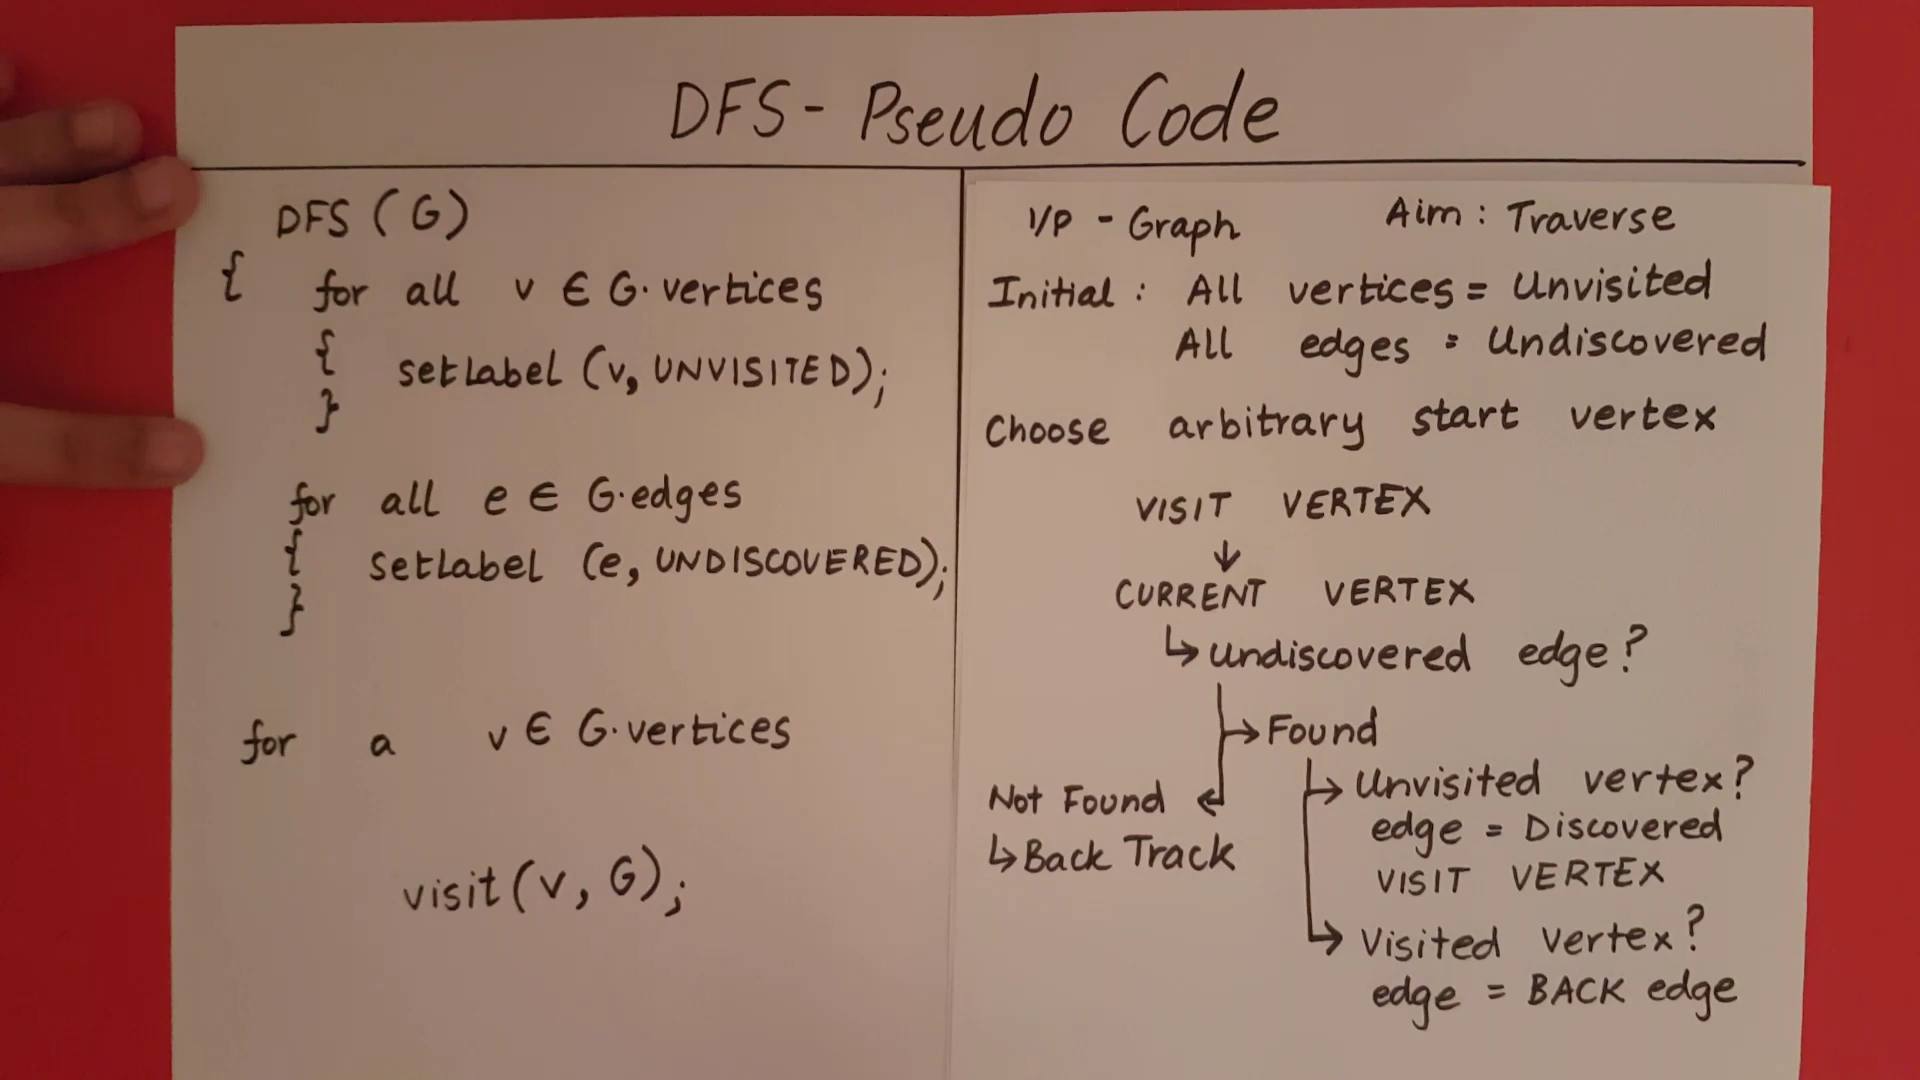 DFS - Pseudo Code
DFS (G)
{ for all v ∈ G.vertices
{ setLabel (v, UNVISITED);
}
for all e ∈ G.edges
{ setLabel (e, UNDISCOVERED);
}
for a v ∈ G.vertices
visit(v, G);
I/P - Graph Aim : Traverse
Initial : All vertices = Unvisited
All edges = Undiscovered
Choose arbitrary start vertex
VISIT VERTEX
↓
CURRENT VERTEX
↳ undiscovered edge?
→ Found
Not Found ↵
↳ Back Track
→ Unvisited vertex?
edge = Discovered
VISIT VERTEX
→ Visited vertex?
edge = BACK edge